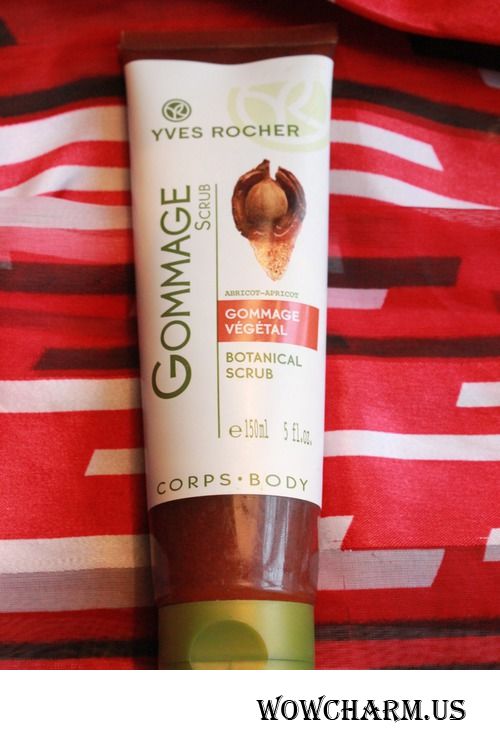 YVES ROCHER
GOMMAGE
SCRUB
ABRICOT-APRICOT
GOMMAGE
VÉGÉTAL
BOTANICAL
SCRUB
e 150ml 5 fl.oz.
CORPS • BODY
WOWCHARM.US